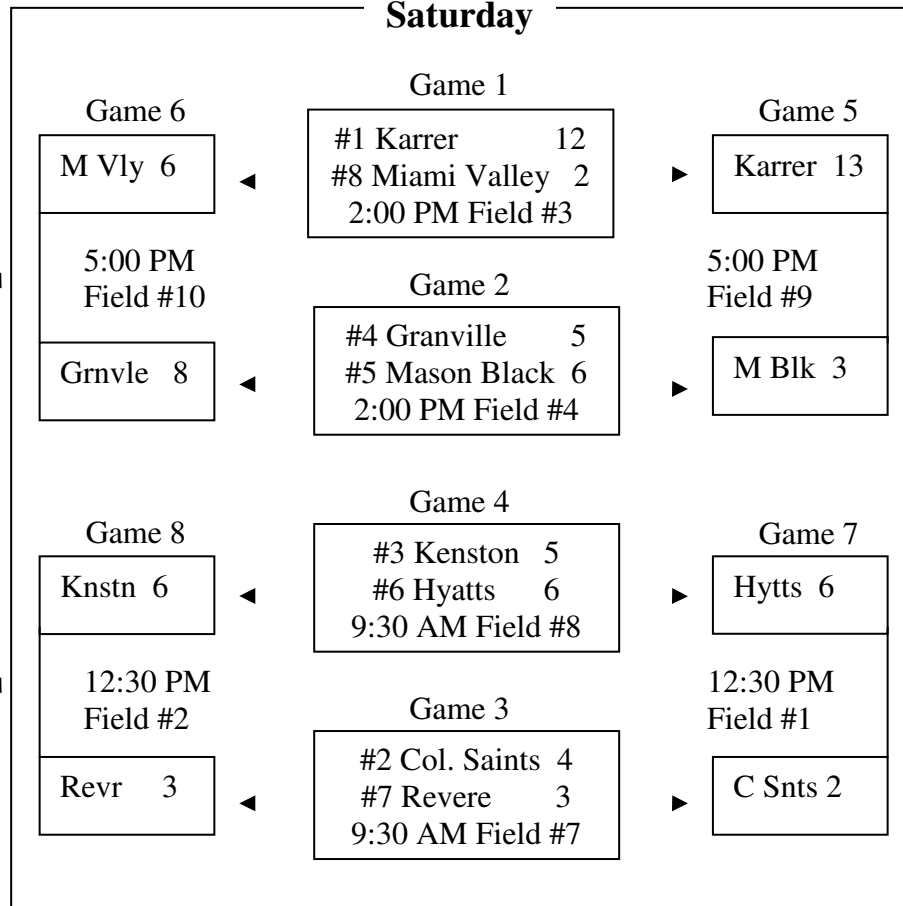 Saturday
Game 1
Game 6
Game 5
#1 Karrer 12
#8 Miami Valley 2
2:00 PM Field #3
M Vly 6
Karrer 13
5:00 PM
Field #10
5:00 PM
Field #9
Game 2
#4 Granville 5
#5 Mason Black 6
2:00 PM Field #4
Grnvle 8
M Blk 3
Game 4
Game 8
Game 7
#3 Kenston 5
#6 Hyatts 6
9:30 AM Field #8
Knstn 6
Hytts 6
12:30 PM
Field #2
12:30 PM
Field #1
Game 3
#2 Col. Saints 4
#7 Revere 3
9:30 AM Field #7
Revr 3
C Snts 2